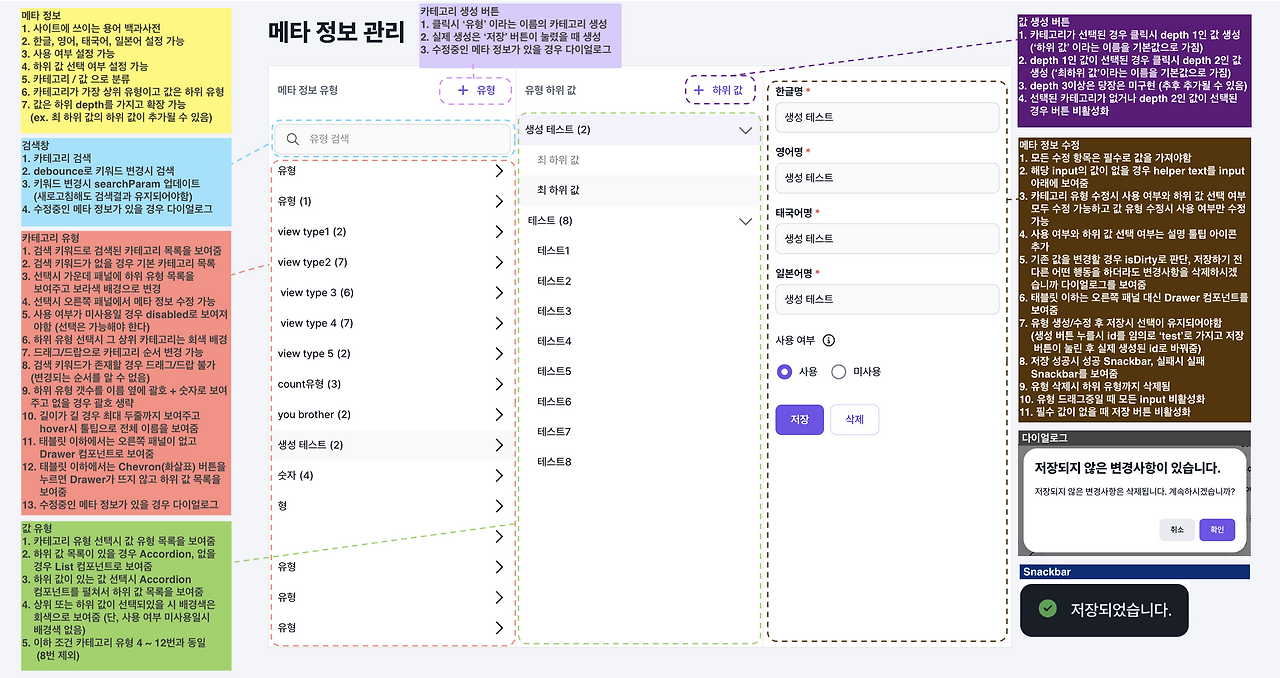 메타 정보
1. 사이트에 쓰이는 용어 백과사전
2. 한글, 영어, 태국어, 일본어 설정 가능
3. 사용 여부 설정 가능
4. 하위 값 선택 여부 설정 가능
5. 카테고리 / 값 으로 분류
6. 카테고리가 가장 상위 유형이고 값은 하위 유형
7. 값은 하위 depth를 가지고 확장 가능
(ex. 최 하위 값의 하위 값이 추가될 수 있음)
검색창
1. 카테고리 검색
2. debounce로 키워드 변경시 검색
3. 키워드 변경시 searchParam 업데이트
(새로고침해도 검색결과 유지되어야함)
4. 수정중인 메타 정보가 있을 경우 다이얼로그
카테고리 유형
1. 검색 키워드로 검색된 카테고리 목록을 보여줌
2. 검색 키워드가 없을 경우 기본 카테고리 목록
3. 선택시 가운데 패널에 하위 유형 목록을
보여주고 보라색 배경으로 변경
4. 선택시 오른쪽 패널에서 메타 정보 수정 가능
5. 사용 여부가 미사용일 경우 disabled로 보여져
야함 (선택은 가능해야 한다)
6. 하위 유형 선택시 그 상위 카테고리는 회색 배경
7. 드래그/드랍으로 카테고리 순서 변경 가능
8. 검색 키워드가 존재할 경우 드래그/드랍 불가
(변경되는 순서를 알 수 없음)
9. 하위 유형 갯수를 이름 옆에 괄호 + 숫자로 보여
주고 없을 경우 괄호 생략
10. 길이가 길 경우 최대 두줄까지 보여주고
hover시 툴팁으로 전체 이름을 보여줌
11. 태블릿 이하에서는 오른쪽 패널이 없고
Drawer 컴포넌트로 보여줌
12. 태블릿 이하에서는 Chevron(화살표) 버튼을
누르면 Drawer가 뜨지 않고 하위 값 목록을
보여줌
13. 수정중인 메타 정보가 있을 경우 다이얼로그
값 유형
1. 카테고리 유형 선택시 값 유형 목록을 보여줌
2. 하위 값 목록이 있을 경우 Accordion, 없을
경우 List 컴포넌트로 보여줌
3. 하위 값이 있는 값 선택시 Accordion
컴포넌트를 펼쳐서 하위 값 목록을 보여줌
4. 상위 또는 하위 값이 선택되있을 시 배경색은
회색으로 보여줌 (단, 사용 여부 미사용일시
배경색 없음)
5. 이하 조건 카테고리 유형 4 ~ 12번과 동일
(8번 제외)
메타 정보 관리
카테고리 생성 버튼
1. 클릭시 ‘유형’ 이라는 이름의 카테고리 생성
2. 실제 생성은 ‘저장’ 버튼이 눌렸을 때 생성
3. 수정중인 메타 정보가 있을 경우 다이얼로그
메타 정보 유형
+ 유형
유형 검색
유형
유형 (1)
view type1 (2)
view type2 (7)
view type 3 (6)
view type 4 (7)
view type 5 (2)
count유형 (3)
you brother (2)
생성 테스트 (2)
숫자 (4)
형
유형
유형
유형
유형 하위 값
+ 하위 값
생성 테스트 (2)
최 하위 값
최 하위 값
테스트 (8)
테스트1
테스트2
테스트3
테스트4
테스트5
테스트6
테스트7
테스트8
한글명 *
생성 테스트
영어명 *
생성 테스트
태국어명 *
생성 테스트
일본어명 *
생성 테스트
사용 여부
사용 미사용
저장 삭제
값 생성 버튼
1. 카테고리가 선택된 경우 클릭시 depth 1인 값 생성
(‘하위 값’ 이라는 이름을 기본값으로 가짐)
2. depth 1인 값이 선택된 경우 클릭시 depth 2인 값
생성 (‘최하위 값’이라는 이름을 기본값으로 가짐)
3. depth 3이상은 당장은 미구현 (추후 추가될 수 있음)
4. 선택된 카테고리가 없거나 depth 2인 값이 선택된
경우 버튼 비활성화
메타 정보 수정
1. 모든 수정 항목은 필수로 값을 가져야함
2. 해당 input의 값이 없을 경우 helper text를 input
아래에 보여줌
3. 카테고리 유형 수정시 사용 여부와 하위 값 선택 여부
모두 수정 가능하고 값 유형 수정시 사용 여부만 수정
가능
4. 사용 여부와 하위 값 선택 여부는 설명 툴팁 아이콘
추가
5. 기존 값을 변경할 경우 isDirty로 판단, 저장하기 전
다른 어떤 행동을 하더라도 변경사항을 삭제하시겠
습니까 다이얼로그를 보여줌
6. 태블릿 이하는 오른쪽 패널 대신 Drawer 컴포넌트를
보여줌
7. 유형 생성/수정 후 저장시 선택이 유지되어야함
(생성 버튼 누를시 id를 임의로 ‘test’로 가지고 저장
버튼이 눌린 후 실제 생성된 id로 바꿔줌)
8. 저장 성공시 성공 Snackbar, 실패시 실패
Snackbar를 보여줌
9. 유형 삭제시 하위 유형까지 삭제됨
10. 유형 드래그중일 때 모든 input 비활성화
11. 필수 값이 없을 때 저장 버튼 비활성화
다이얼로그
저장되지 않은 변경사항이 있습니다.
저장되지 않은 변경사항은 삭제됩니다. 계속하시겠습니까?
취소 확인
Snackbar
저장되었습니다.